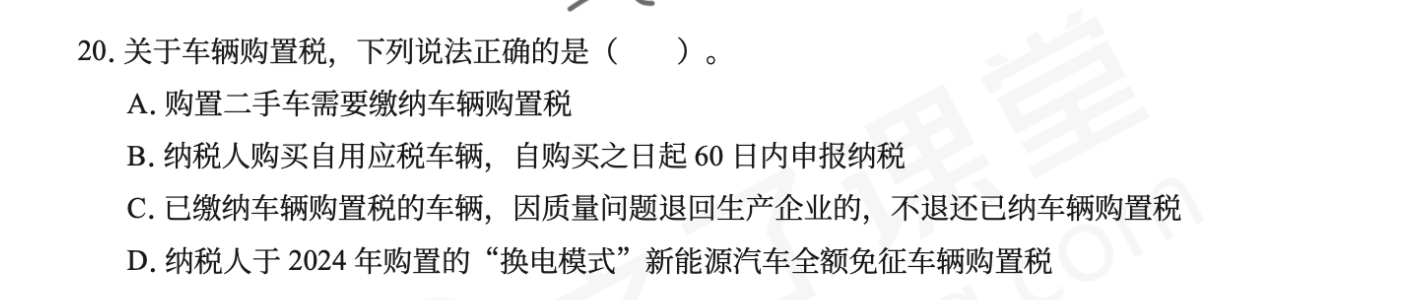 20. 关于车辆购置税，下列说法正确的是（　　）。
A. 购置二手车需要缴纳车辆购置税
B. 纳税人购买自用应税车辆，自购买之日起 60 日内申报纳税
C. 已缴纳车辆购置税的车辆，因质量问题退回生产企业的，不退还已纳车辆购置税
D. 纳税人于 2024 年购置的“换电模式”新能源汽车全额免征车辆购置税